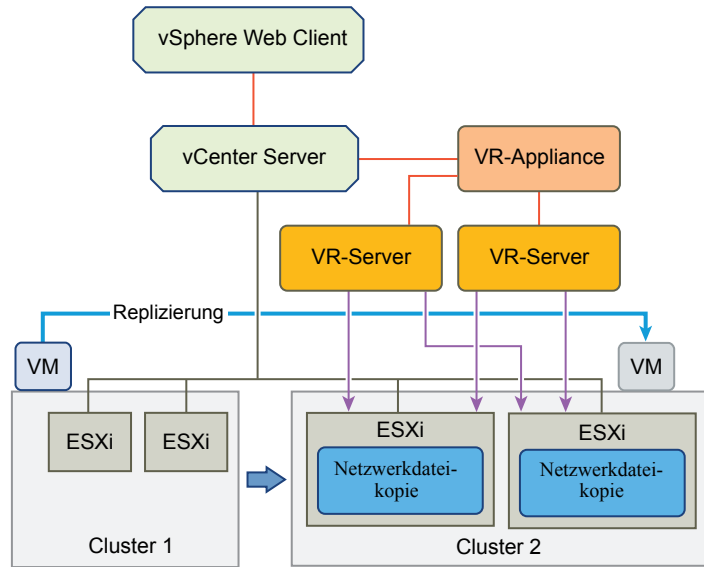 vSphere Web Client
vCenter Server
VR-Appliance
VR-Server
VR-Server
Replizierung
VM
VM
ESXi
ESXi
ESXi
ESXi
Netzwerkdatei-
kopie
Netzwerkdatei-
kopie
Cluster 1
Cluster 2